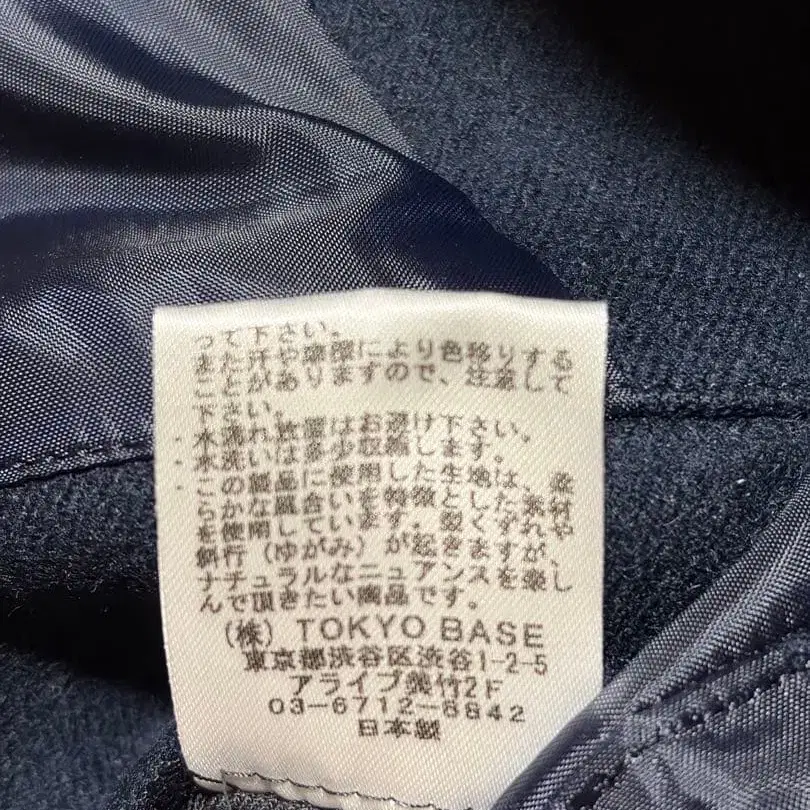 って下さい。
また汗や摩擦により色移りする
ことがありますので、注意して
下さい。
・水濡れ放置はお避け下さい。
・水洗いは多少収縮します。
・この製品に使用した生地は、柔
らかな風合いを特徴とした素材
を使用しています。型くずれや
斜行（ゆがみ）が起きますが、
ナチュラルなニュアンスを楽し
んで頂きたい商品です。
（株）TOKYO BASE
東京都渋谷区渋谷1-2-5
アライブ美竹2F
03-6712-6842
日本製